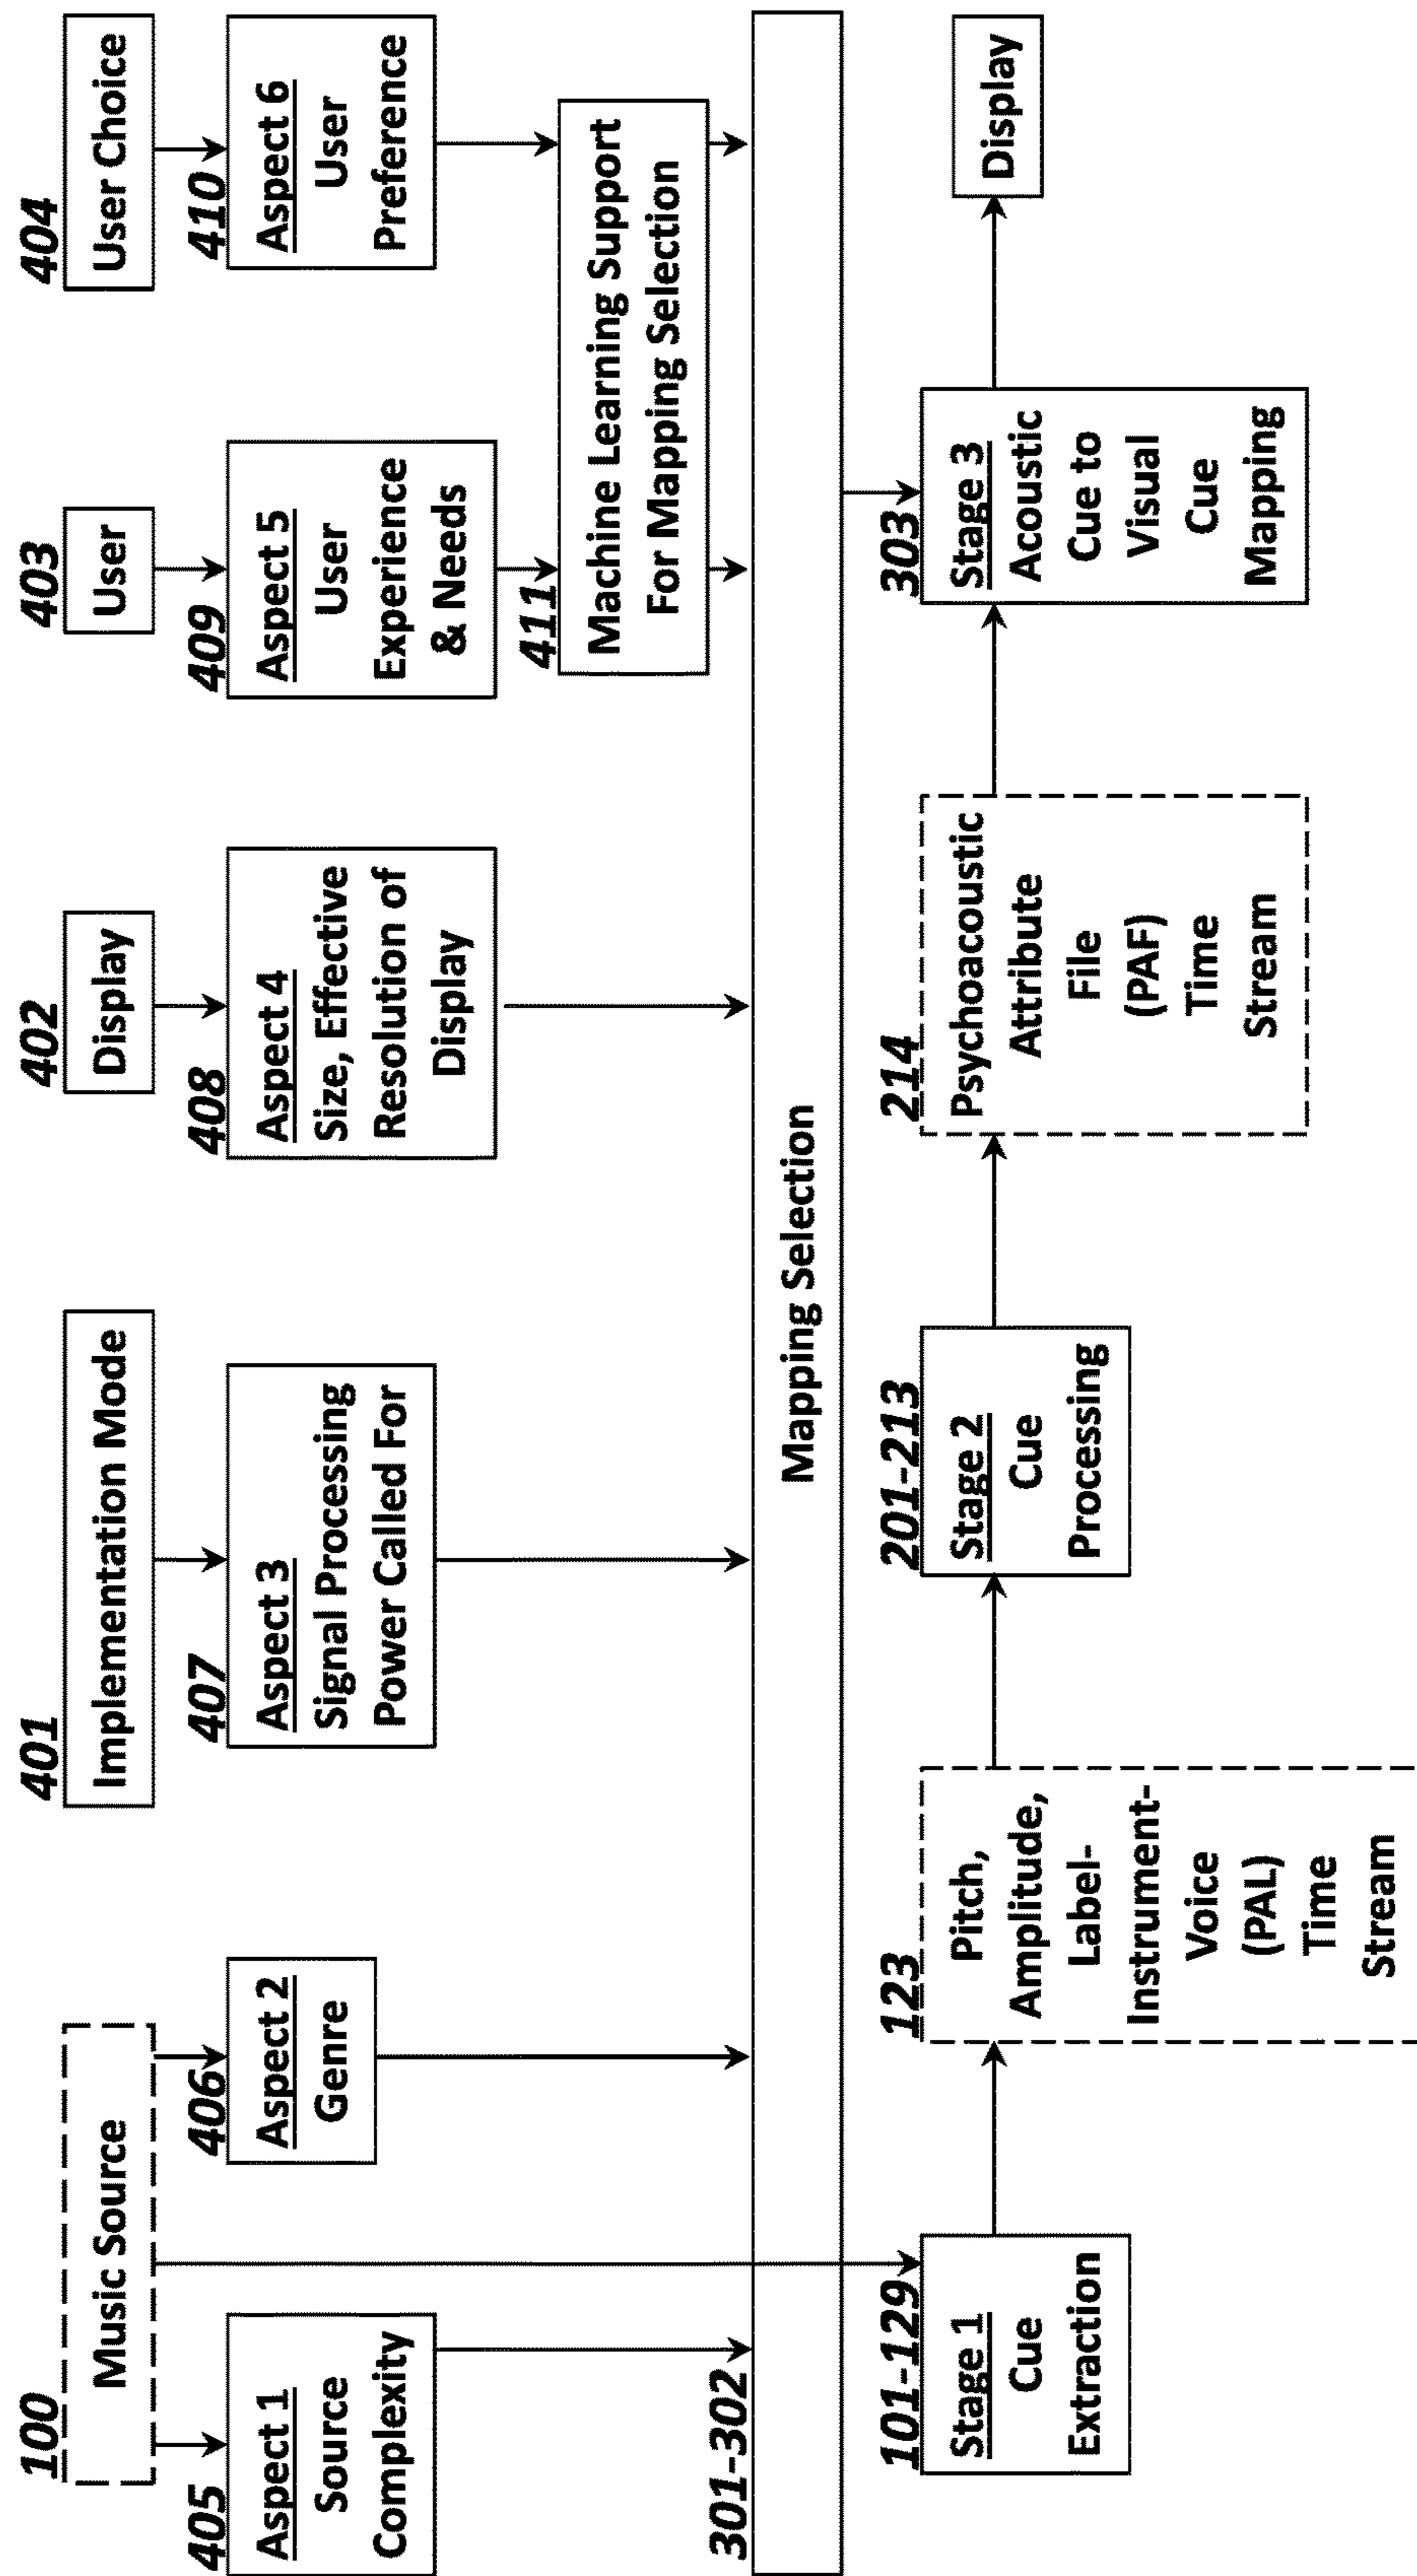 100
Music Source
401
Implementation Mode
402
Display
403
User
404
User Choice
405
Aspect 1
Source
Complexity
406
Aspect 2
Genre
407
Aspect 3
Signal Processing
Power Called For
408
Aspect 4
Size, Effective
Resolution of
Display
409
Aspect 5
User
Experience
& Needs
410
Aspect 6
User
Preference
411
Machine Learning Support
For Mapping Selection
301-302
Mapping Selection
101-129
Stage 1
Cue
Extraction
123
Pitch,
Amplitude,
Label-
Instrument-
Voice
(PAL)
Time
Stream
201-213
Stage 2
Cue
Processing
214
Psychoacoustic
Attribute
File
(PAF)
Time
Stream
303
Stage 3
Acoustic
Cue to
Visual
Cue
Mapping
Display